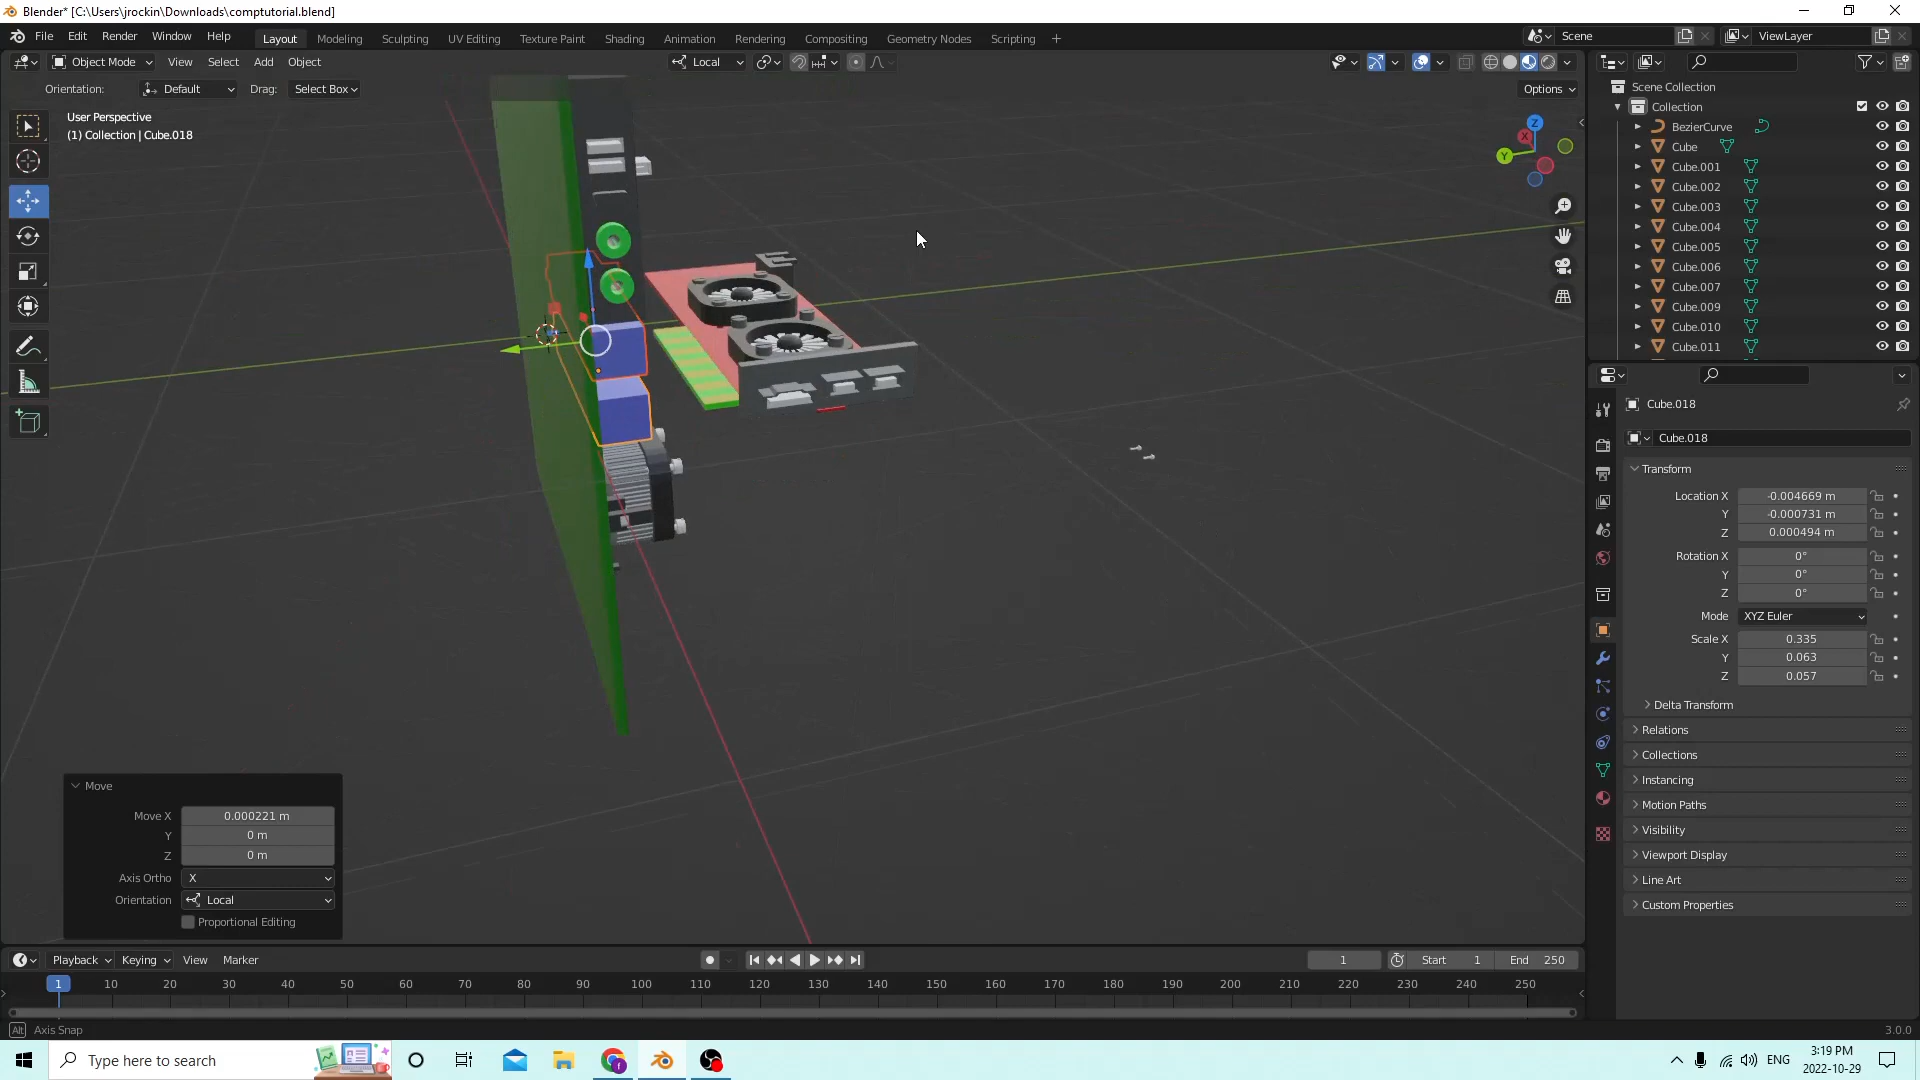 Blender* [C:\Users\jrockin\Downloads\comptutorial.blend]
File Edit Render Window Help Layout Modeling Sculpting UV Editing Texture Paint Shading Animation Rendering Compositing Geometry Nodes Scripting + Scene ViewLayer
Object Mode View Select Add Object Local
Orientation: Default Drag: Select Box Options
User Perspective
(1) Collection | Cube.018
Z
X
Y
Scene Collection
Collection
BezierCurve
Cube
Cube.001
Cube.002
Cube.003
Cube.004
Cube.005
Cube.006
Cube.007
Cube.009
Cube.010
Cube.011
Cube.018
Cube.018
Transform
Location X -0.004669 m
Y -0.000731 m
Z 0.000494 m
Rotation X 0°
Y 0°
Z 0°
Mode XYZ Euler
Scale X 0.335
Y 0.063
Z 0.057
Delta Transform
Relations
Collections
Instancing
Motion Paths
Visibility
Viewport Display
Line Art
Custom Properties
Move
Move X 0.000221 m
Y 0 m
Z 0 m
Axis Ortho X
Orientation Local
Proportional Editing
Playback Keying View Marker 1 Start 1 End 250
1 10 20 30 40 50 60 70 80 90 100 110 120 130 140 150 160 170 180 190 200 210 220 230 240 250
Alt Axis Snap 3.0.0
Type here to search ENG 3:19 PM
2022-10-29